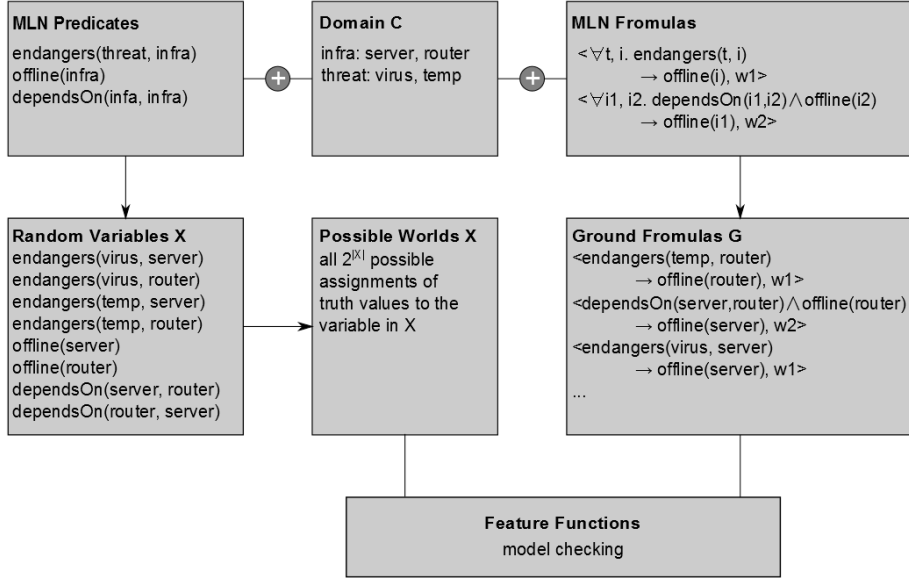 MLN Predicates
endangers(threat, infra)
offline(infra)
dependsOn(infa, infra)
Domain C
infra: server, router
threat: virus, temp
MLN Fromulas
<∀t, i. endangers(t, i)
→ offline(i), w1>
<∀i1, i2. dependsOn(i1,i2)∧offline(i2)
→ offline(i1), w2>
Random Variables X
endangers(virus, server)
endangers(virus, router)
endangers(temp, server)
endangers(temp, router)
offline(server)
offline(router)
dependsOn(server, router)
dependsOn(router, server)
Possible Worlds X
all 2^|X| possible
assignments of
truth values to the
variable in X
Ground Fromulas G
<endangers(temp, router)
→ offline(router), w1>
<dependsOn(server,router)∧offline(router)
→ offline(server), w2>
<endangers(virus, server)
→ offline(server), w1>
...
Feature Functions
model checking